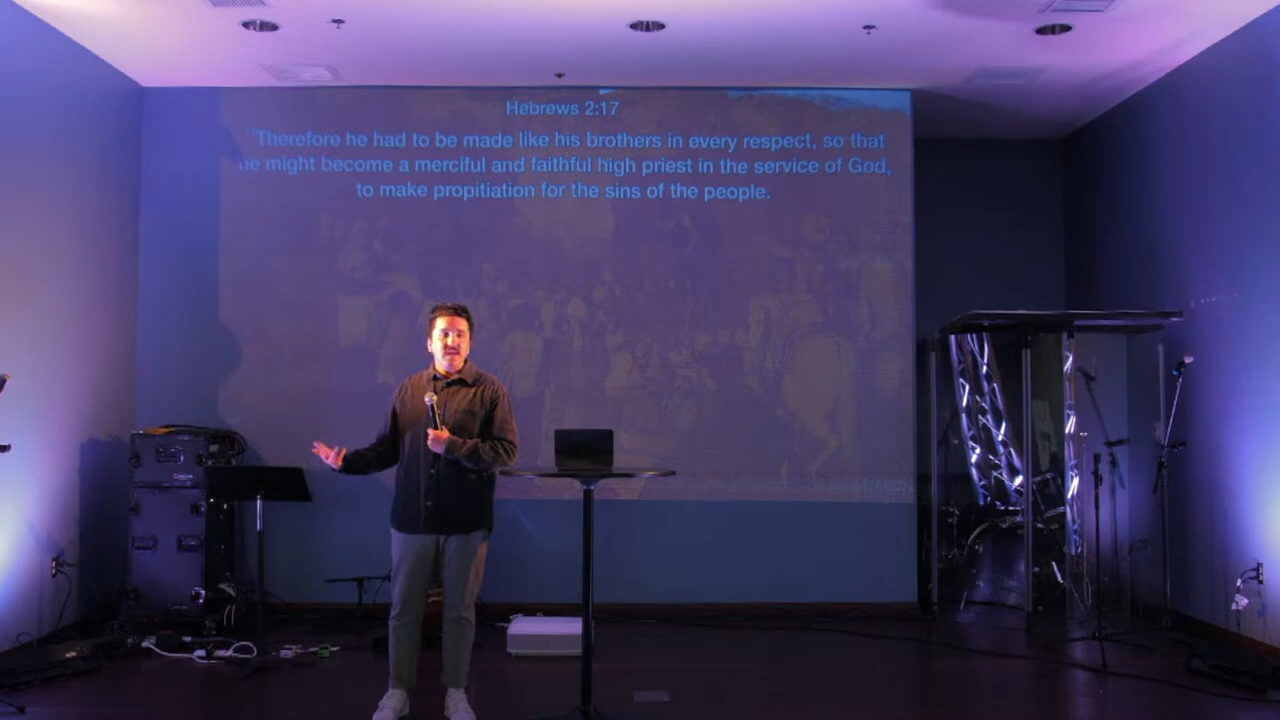 Hebrews 2:17
"Therefore he had to be made like his brothers in every respect, so that
he might become a merciful and faithful high priest in the service of God,
to make propitiation for the sins of the people.